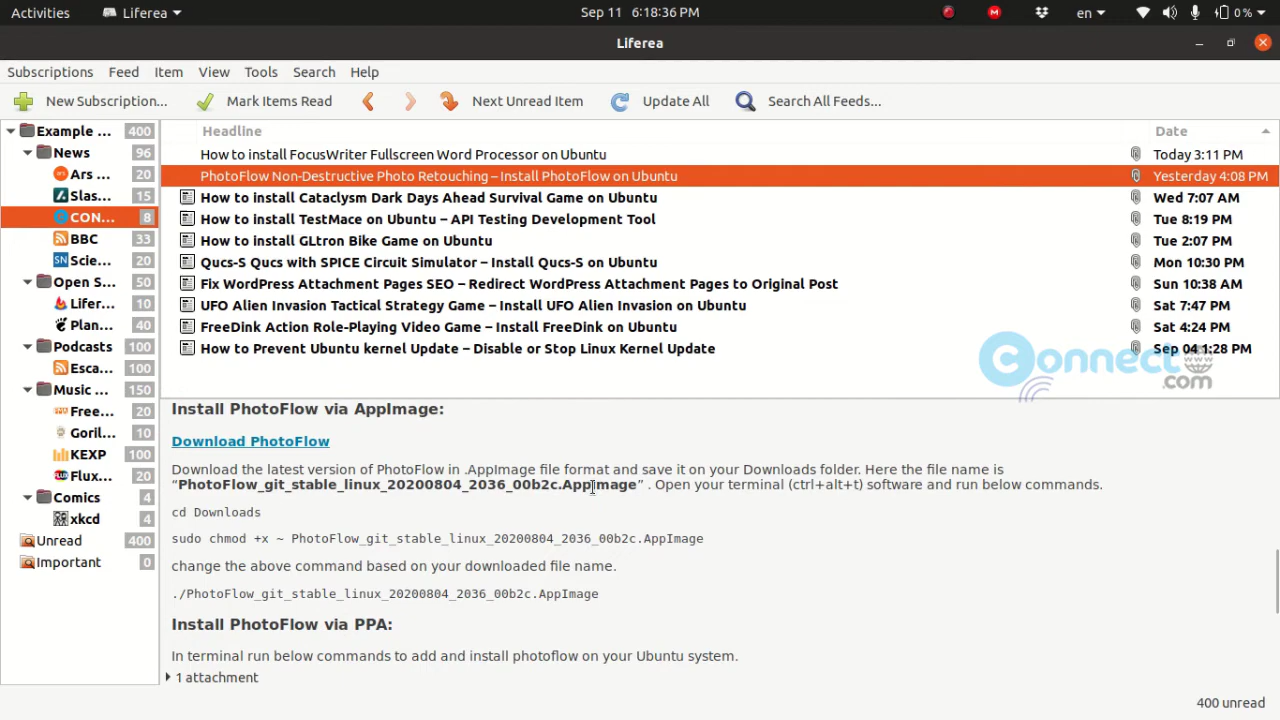 Activities Liferea Sep 11 6:18:36 PM en 0 %
Liferea
Subscriptions Feed Item View Tools Search Help
New Subscription... Mark Items Read Next Unread Item Update All Search All Feeds...
Example ... 400
News 96
Ars ... 20
Slas... 15
CON... 8
BBC 33
Scie... 20
Open S... 50
Lifer... 10
Plan... 40
Podcasts 100
Esca... 100
Music ... 150
Free... 20
Goril... 10
KEXP 100
Flux... 20
Comics 4
xkcd 4
Unread 400
Important 0
Headline Date
How to install FocusWriter Fullscreen Word Processor on Ubuntu Today 3:11 PM
PhotoFlow Non-Destructive Photo Retouching – Install PhotoFlow on Ubuntu Yesterday 4:08 PM
How to install Cataclysm Dark Days Ahead Survival Game on Ubuntu Wed 7:07 AM
How to install TestMace on Ubuntu – API Testing Development Tool Tue 8:19 PM
How to install GLtron Bike Game on Ubuntu Tue 2:07 PM
Qucs-S Qucs with SPICE Circuit Simulator – Install Qucs-S on Ubuntu Mon 10:30 PM
Fix WordPress Attachment Pages SEO – Redirect WordPress Attachment Pages to Original Post Sun 10:38 AM
UFO Alien Invasion Tactical Strategy Game – Install UFO Alien Invasion on Ubuntu Sat 7:47 PM
FreeDink Action Role-Playing Video Game – Install FreeDink on Ubuntu Sat 4:24 PM
How to Prevent Ubuntu kernel Update – Disable or Stop Linux Kernel Update Sep 04 1:28 PM
Connect
.com
Install PhotoFlow via AppImage:
Download PhotoFlow
Download the latest version of PhotoFlow in .AppImage file format and save it on your Downloads folder. Here the file name is
“PhotoFlow_git_stable_linux_20200804_2036_00b2c.AppImage” . Open your terminal (ctrl+alt+t) software and run below commands.
cd Downloads
sudo chmod +x ~ PhotoFlow_git_stable_linux_20200804_2036_00b2c.AppImage
change the above command based on your downloaded file name.
./PhotoFlow_git_stable_linux_20200804_2036_00b2c.AppImage
Install PhotoFlow via PPA:
In terminal run below commands to add and install photoflow on your Ubuntu system.
1 attachment
400 unread